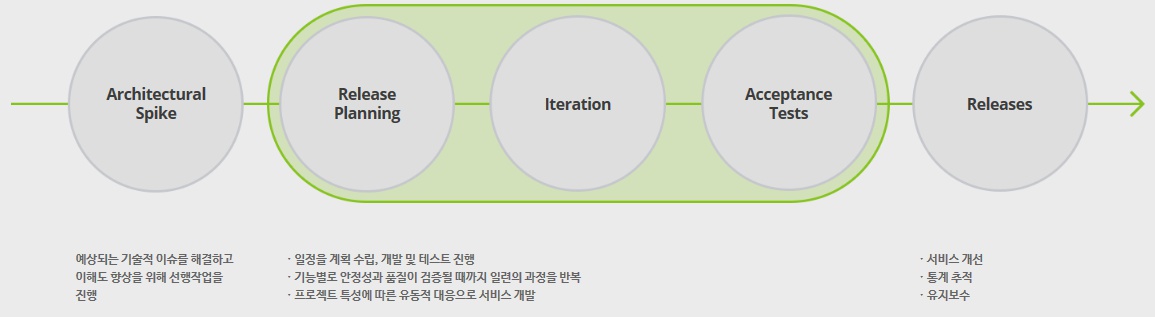 Architectural
Spike
Release
Planning
Iteration
Acceptance
Tests
Releases
예상되는 기술적 이슈를 해결하고
이해도 향상을 위해 선행작업을
진행
· 일정을 계획 수립, 개발 및 테스트 진행
· 기능별로 안정성과 품질이 검증될 때까지 일련의 과정을 반복
· 프로젝트 특성에 따른 유동적 대응으로 서비스 개발
· 서비스 개선
· 통계 추적
· 유지보수